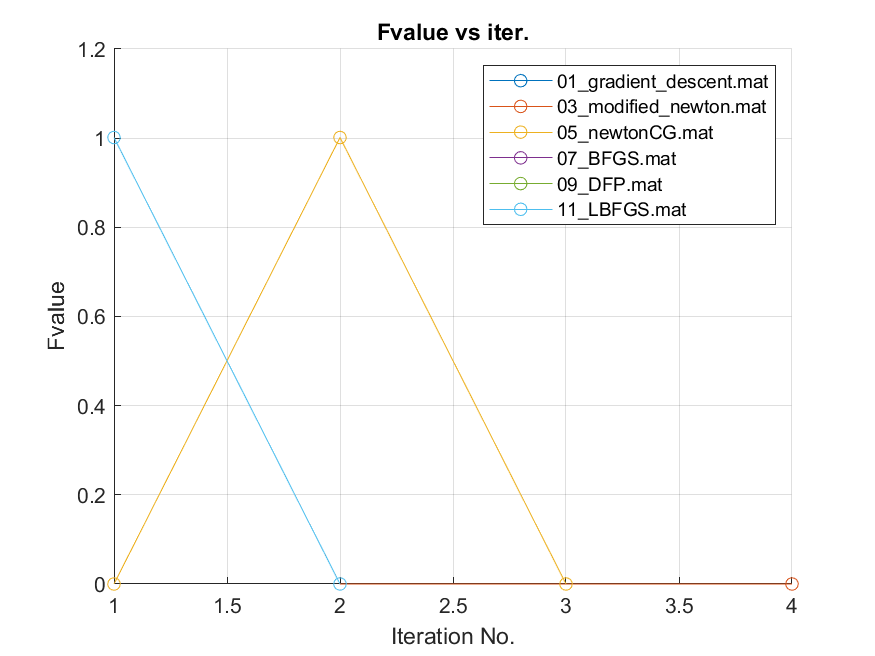 Fvalue vs iter.
1.2
1
0.8
0.6
0.4
0.2
0
Fvalue
01_gradient_descent.mat
03_modified_newton.mat
05_newtonCG.mat
07_BFGS.mat
09_DFP.mat
11_LBFGS.mat
1 1.5 2 2.5 3 3.5 4
Iteration No.